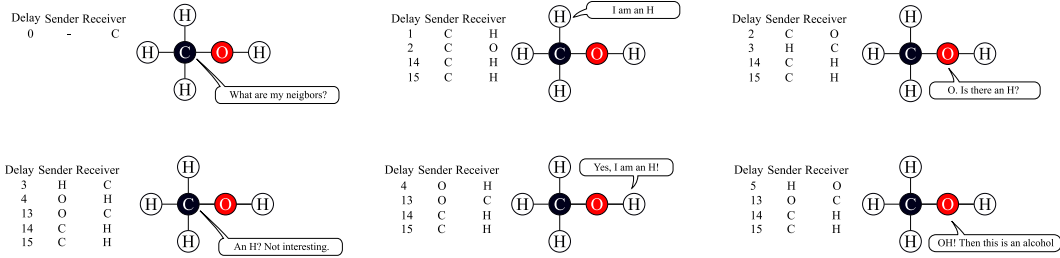 Delay Sender Receiver
0 - C
H
H C O H
H
What are my neigbors?
Delay Sender Receiver
1 C H
2 C O
14 C H
15 C H
H
H C O H
H
I am an H
Delay Sender Receiver
2 C O
3 H C
14 C H
15 C H
H
H C O H
H
O. Is there an H?
Delay Sender Receiver
3 H C
4 O H
13 O C
14 C H
15 C H
H
H C O H
H
An H? Not interesting.
Delay Sender Receiver
4 O H
13 O C
14 C H
15 C H
H
H C O H
H
Yes, I am an H!
Delay Sender Receiver
5 H O
13 O C
14 C H
15 C H
H
H C O H
H
OH! Then this is an alcohol